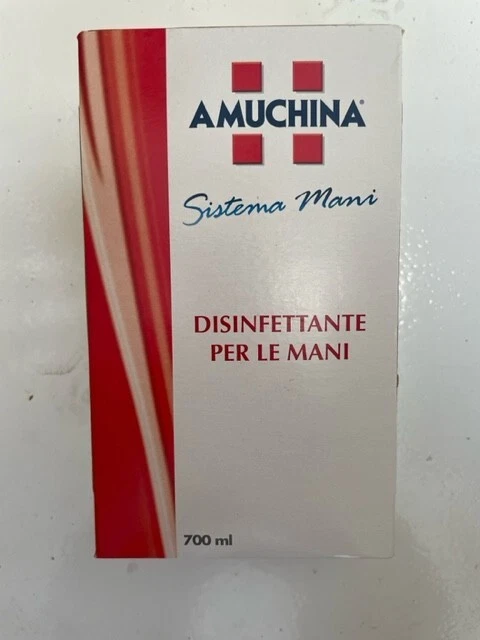 AMUCHINA®
Sistema Mani
DISINFETTANTE
PER LE MANI
700 ml